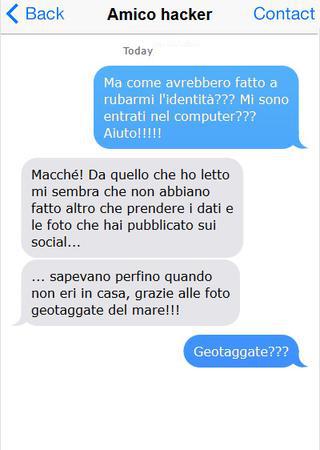 Back Amico hacker Contact
Today
Ma come avrebbero fatto a
rubarmi l'identità??? Mi sono
entrati nel computer???
Aiuto!!!!!
Macché! Da quello che ho letto
mi sembra che non abbiano
fatto altro che prendere i dati e
le foto che hai pubblicato sui
social...
... sapevano perfino quando
non eri in casa, grazie alle foto
geotaggate del mare!!!
Geotaggate???